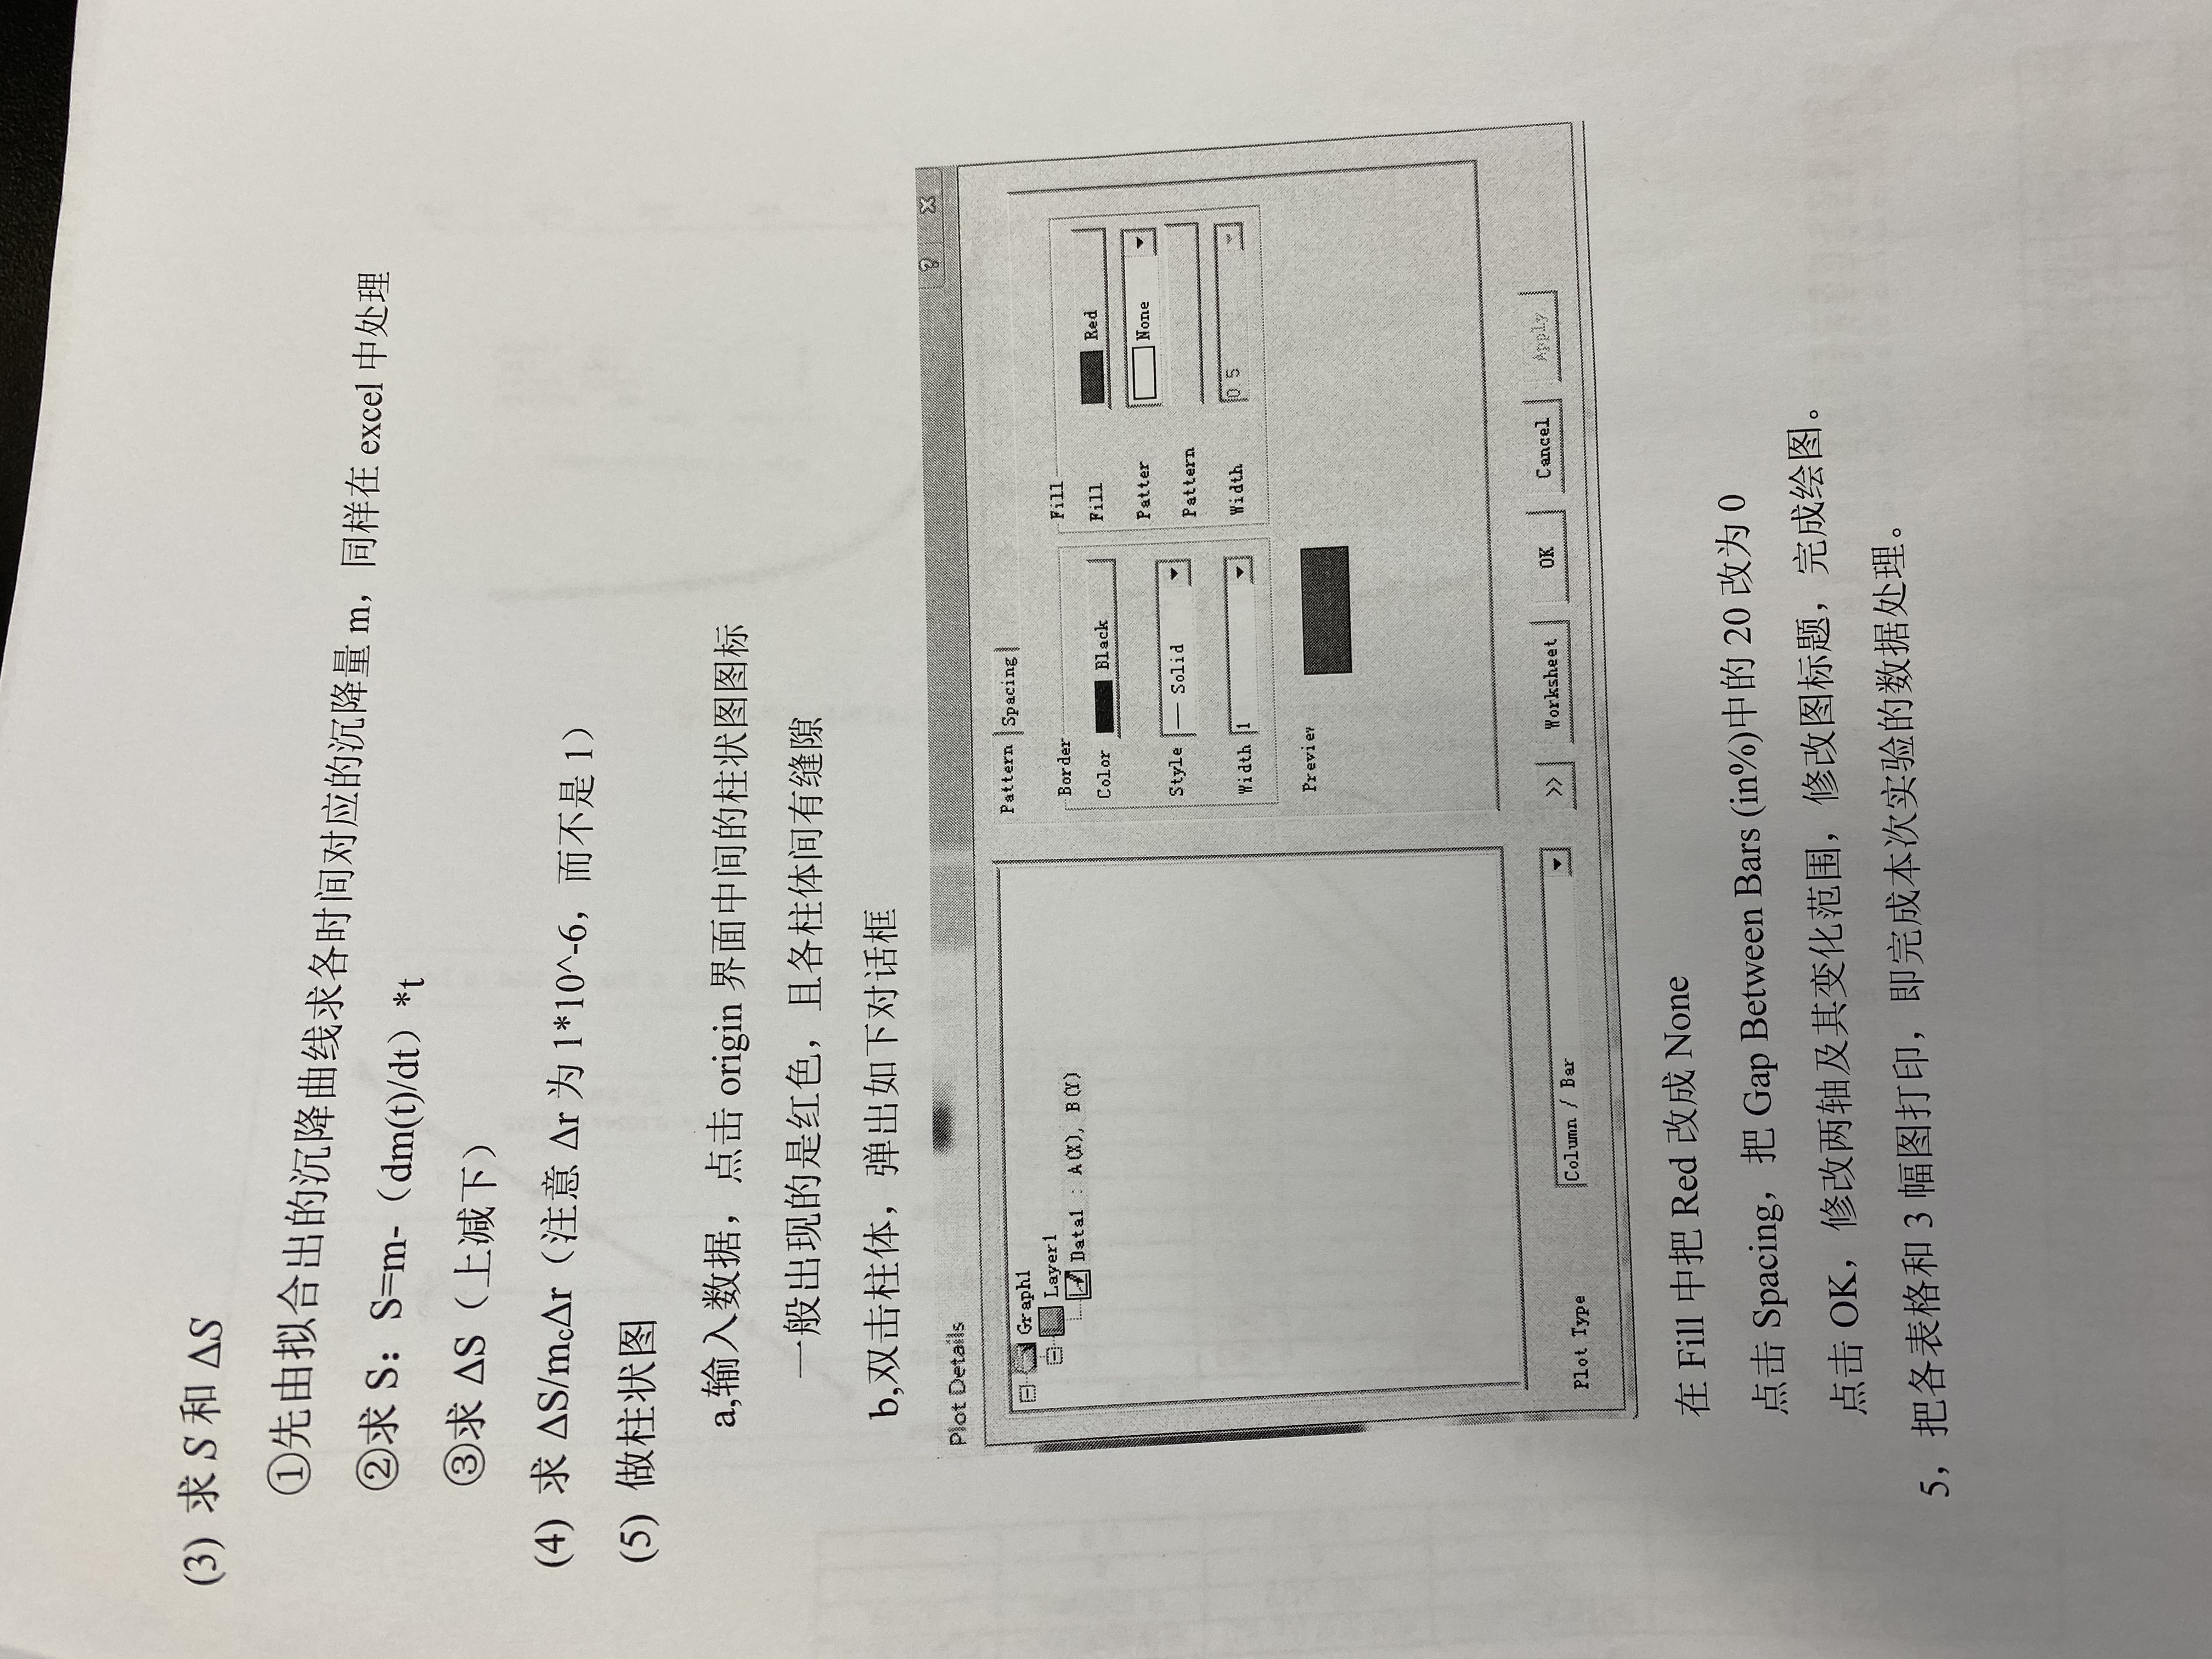 (3) 求 S 和 ΔS
①先由拟合出的沉降曲线求各时间对应的沉降量 m，同样在 excel 中处理
②求 S：S=m-（dm(t)/dt）*t
③求 ΔS（上减下）
(4) 求 ΔS/mcΔr（注意 Δr 为 1*10^-6，而不是 1）
(5) 做柱状图
a,输入数据，点击 origin 界面中间的柱状图图标
一般出现的是红色，且各柱体间有缝隙
b,双击柱体，弹出如下对话框
Plot Details
Graph1
Layer1
Data1 : A(X), B(Y)
Pattern Spacing
Border
Color Black
Style Solid
Width 1
Fill
Fill Red
Patter None
Pattern
Width 0.5
Preview
Plot Type Column / Bar
>> Worksheet OK Cancel Apply
在 Fill 中把 Red 改成 None
点击 Spacing，把 Gap Between Bars (in%)中的 20 改为 0
点击 OK，修改两轴及其变化范围，修改图标题，完成绘图。
5，把各表格和 3 幅图打印，即完成本次实验的数据处理。